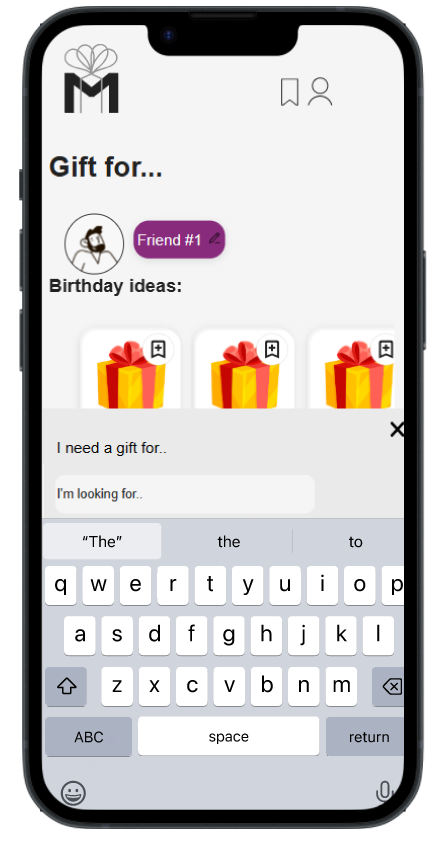 M
Gift for...
Friend #1
Birthday ideas:
I need a gift for..
I'm looking for..
“The” the to
q w e r t y u i o p
a s d f g h j k l
z x c v b n m
ABC space return